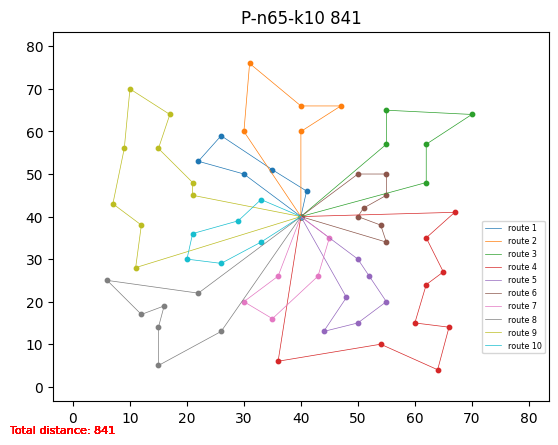 P-n65-k10 841
80
70
60
50
40
30
20
10
0
route 1
route 2
route 3
route 4
route 5
route 6
route 7
route 8
route 9
route 10
0 10 20 30 40 50 60 70 80
Total distance: 841